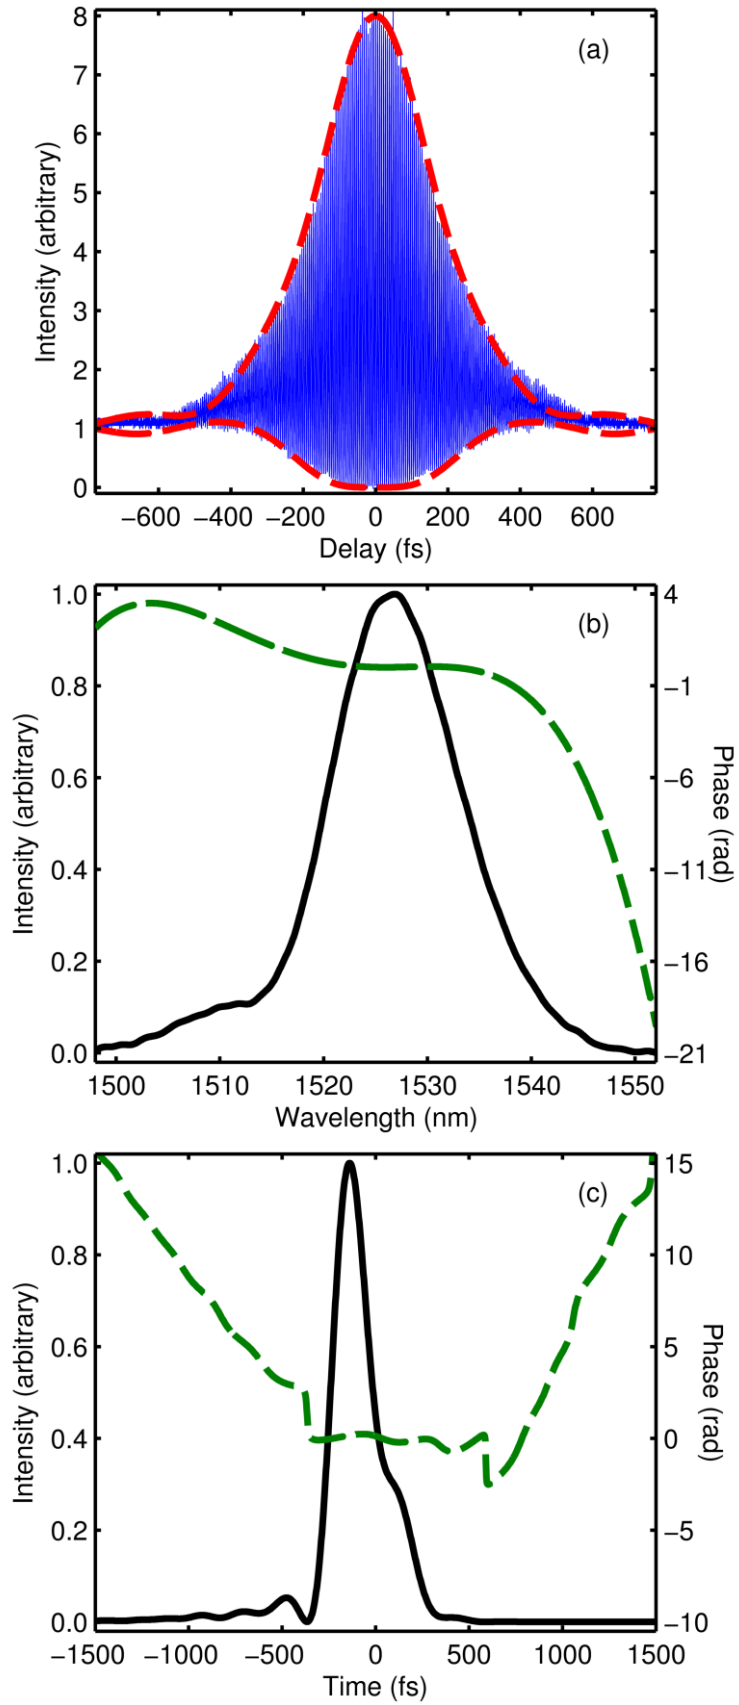 (a)
8
7
6
5
4
3
2
1
0
Intensity (arbitrary)
−600 −400 −200 0 200 400 600
Delay (fs)
(b)
1.0
0.8
0.6
0.4
0.2
0.0
Intensity (arbitrary)
4
−1
−6
−11
−16
−21
Phase (rad)
1500 1510 1520 1530 1540 1550
Wavelength (nm)
(c)
1.0
0.8
0.6
0.4
0.2
0.0
Intensity (arbitrary)
15
10
5
0
−5
−10
Phase (rad)
−1500 −1000 −500 0 500 1000 1500
Time (fs)